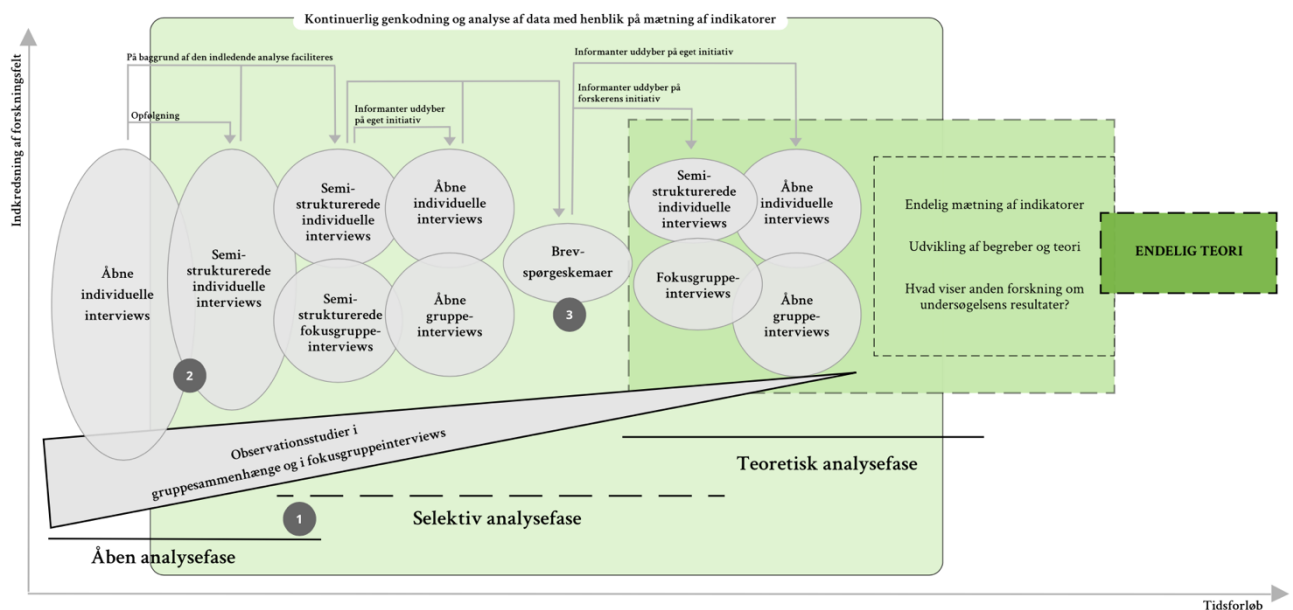 Kontinuerlig genkodning og analyse af data med henblik på mætning af indikatorer
Indkredsning af forskningsfelt
På baggrund af den indledende analyse faciliteres
Opfølgning
Informanter uddyber
på eget initiativ
Informanter uddyber på eget initiativ
Informanter uddyber på
forskerens initiativ
Åbne
individuelle
interviews
Semi-
strukturerede
individuelle
interviews
Semi-
strukturerede
individuelle
interviews
Semi-
strukturerede
fokusgruppe-
interviews
Åbne
individuelle
interviews
Åbne
gruppe-
interviews
Brev-
spørgeskemaer
Semi-
strukturerede
individuelle
interviews
Fokusgruppe-
interviews
Åbne
individuelle
interviews
Åbne
gruppe-
interviews
Endelig mætning af indikatorer
Udvikling af begreber og teori
Hvad viser anden forskning om
undersøgelsens resultater?
ENDELIG TEORI
2
3
Observationsstudier i
gruppesammenhænge og i fokusgruppeinterviews
Teoretisk analysefase
1
Selektiv analysefase
Åben analysefase
Tidsforløb